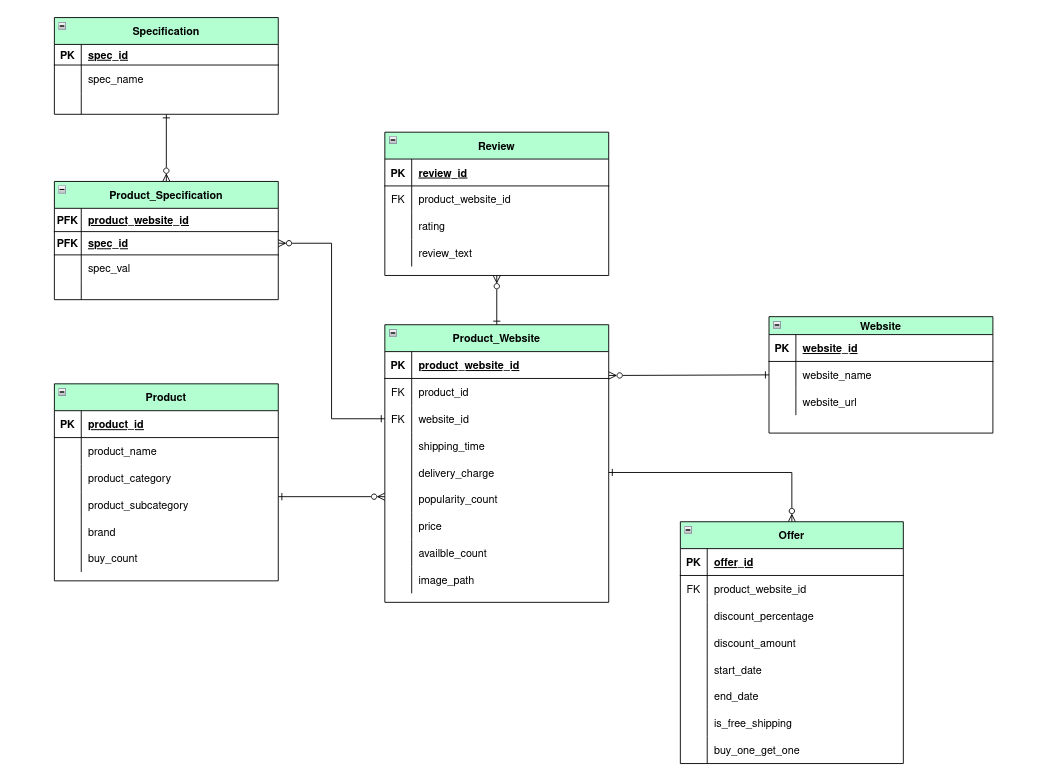 Specification
PK spec_id
spec_name
Product_Specification
PFK product_website_id
PFK spec_id
spec_val
Review
PK review_id
FK product_website_id
rating
review_text
Product_Website
PK product_website_id
FK product_id
FK website_id
shipping_time
delivery_charge
popularity_count
price
availble_count
image_path
Website
PK website_id
website_name
website_url
Product
PK product_id
product_name
product_category
product_subcategory
brand
buy_count
Offer
PK offer_id
FK product_website_id
discount_percentage
discount_amount
start_date
end_date
is_free_shipping
buy_one_get_one